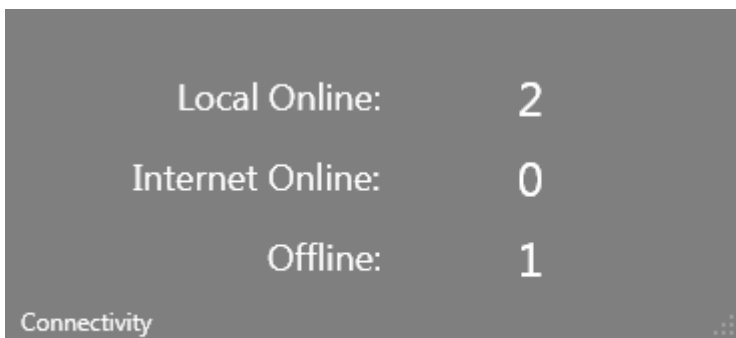 Local Online: 2
Internet Online: 0
Offline: 1
Connectivity